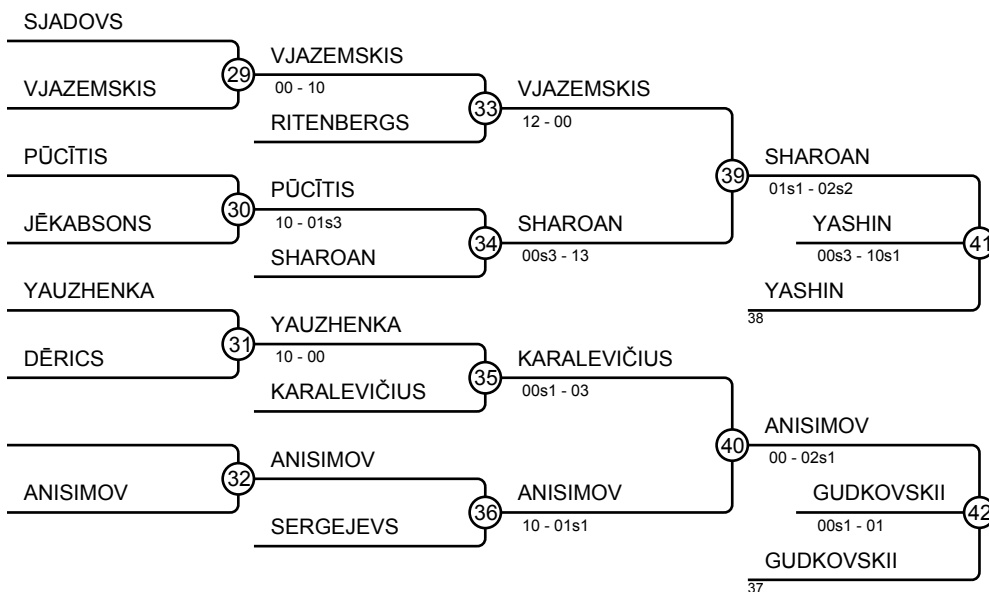 SJADOVS
29
VJAZEMSKIS
VJAZEMSKIS
00 - 10
33
RITENBERGS
VJAZEMSKIS
12 - 00
PŪCĪTIS
30
JĒKABSONS
PŪCĪTIS
10 - 01s3
34
SHAROAN
SHAROAN
00s3 - 13
39
SHAROAN
01s1 - 02s2
YASHIN
00s3 - 10s1
41
YASHIN
38
YAUZHENKA
31
DĒRICS
YAUZHENKA
10 - 00
35
KARALEVIČIUS
KARALEVIČIUS
00s1 - 03
32
ANISIMOV
ANISIMOV
36
SERGEJEVS
ANISIMOV
10 - 01s1
40
ANISIMOV
00 - 02s1
GUDKOVSKII
00s1 - 01
42
GUDKOVSKII
37